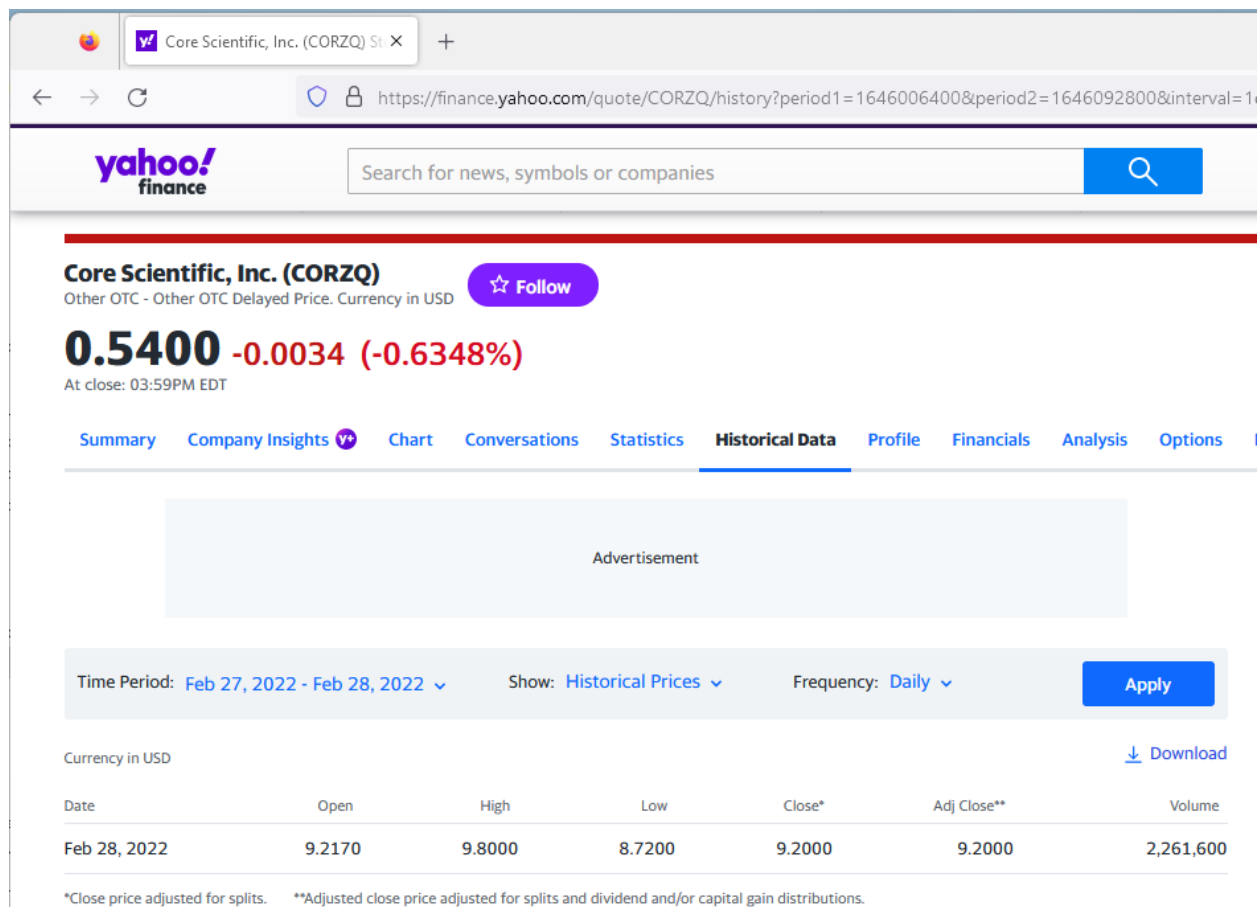 Core Scientific, Inc. (CORZQ) St
https://finance.yahoo.com/quote/CORZQ/history?period1=1646006400&period2=1646092800&interval=1
yahoo!
finance
Search for news, symbols or companies
Core Scientific, Inc. (CORZQ)
Follow
Other OTC - Other OTC Delayed Price. Currency in USD
0.5400 -0.0034 (-0.6348%)
At close: 03:59PM EDT
Summary Company Insights Y+ Chart Conversations Statistics Historical Data Profile Financials Analysis Options
Advertisement
Time Period: Feb 27, 2022 - Feb 28, 2022 Show: Historical Prices Frequency: Daily Apply
Currency in USD Download
Date Open High Low Close* Adj Close** Volume
Feb 28, 2022 9.2170 9.8000 8.7200 9.2000 9.2000 2,261,600
*Close price adjusted for splits. **Adjusted close price adjusted for splits and dividend and/or capital gain distributions.